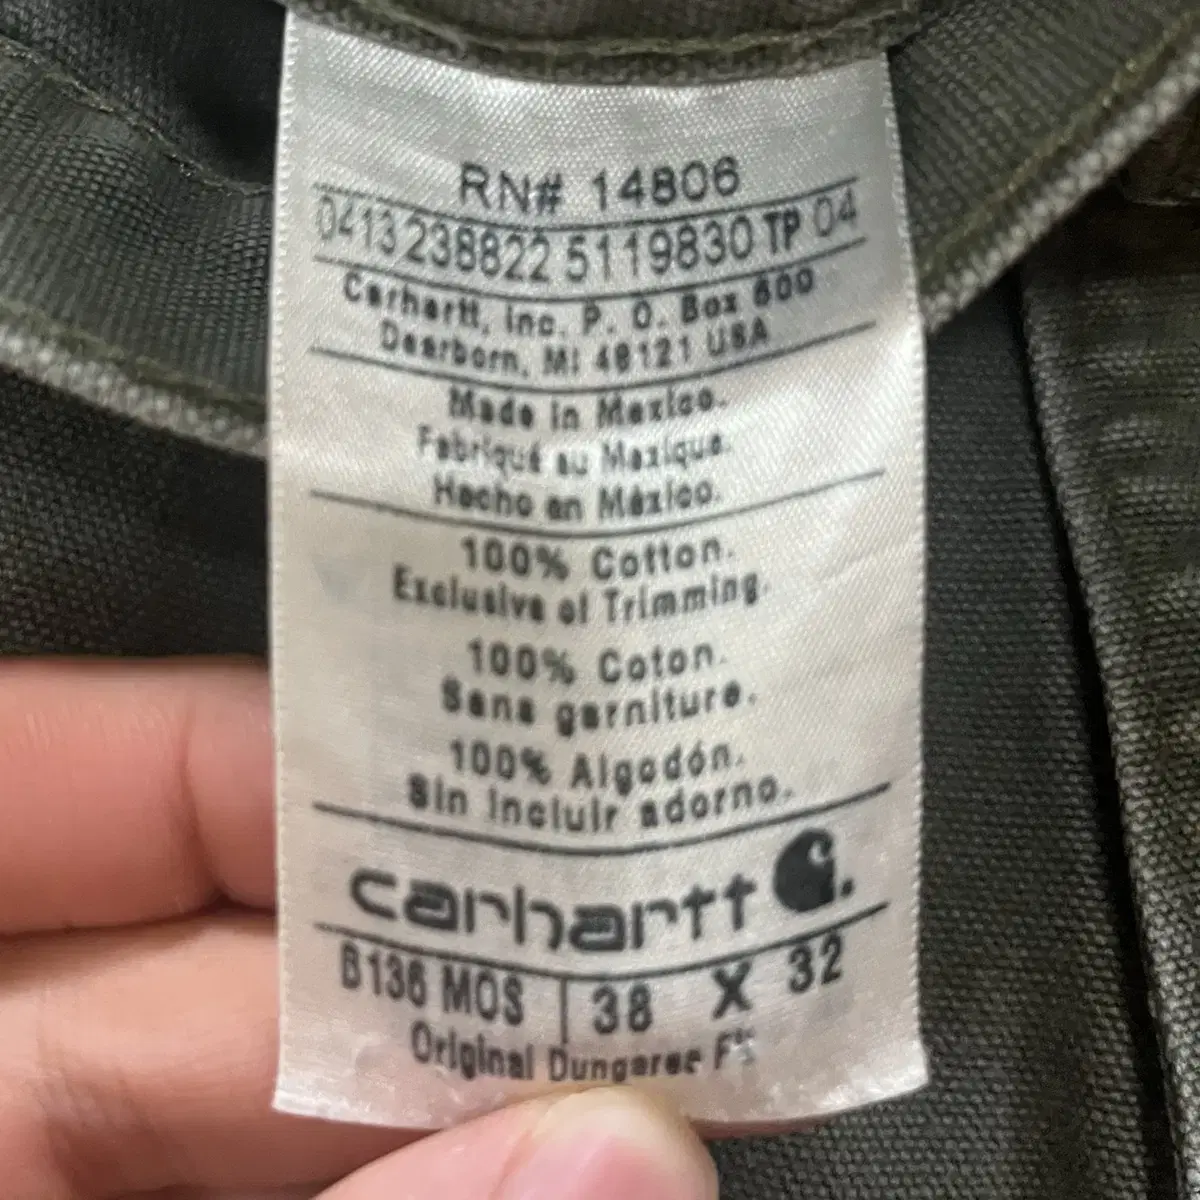 RN# 14806
0413 238822 5119830 TP 04
Carhartt, Inc. P. O. Box 600
Dearborn, MI 48121 USA
Made in Mexico.
Fabriqué au Mexique.
Hecho en México.
100% Cotton.
Exclusive of Trimming.
100% Coton.
Sans garniture.
100% Algodón.
Sin incluir adorno.
carhartt
B136 MOS | 38 X 32
Original Dungaree Fit